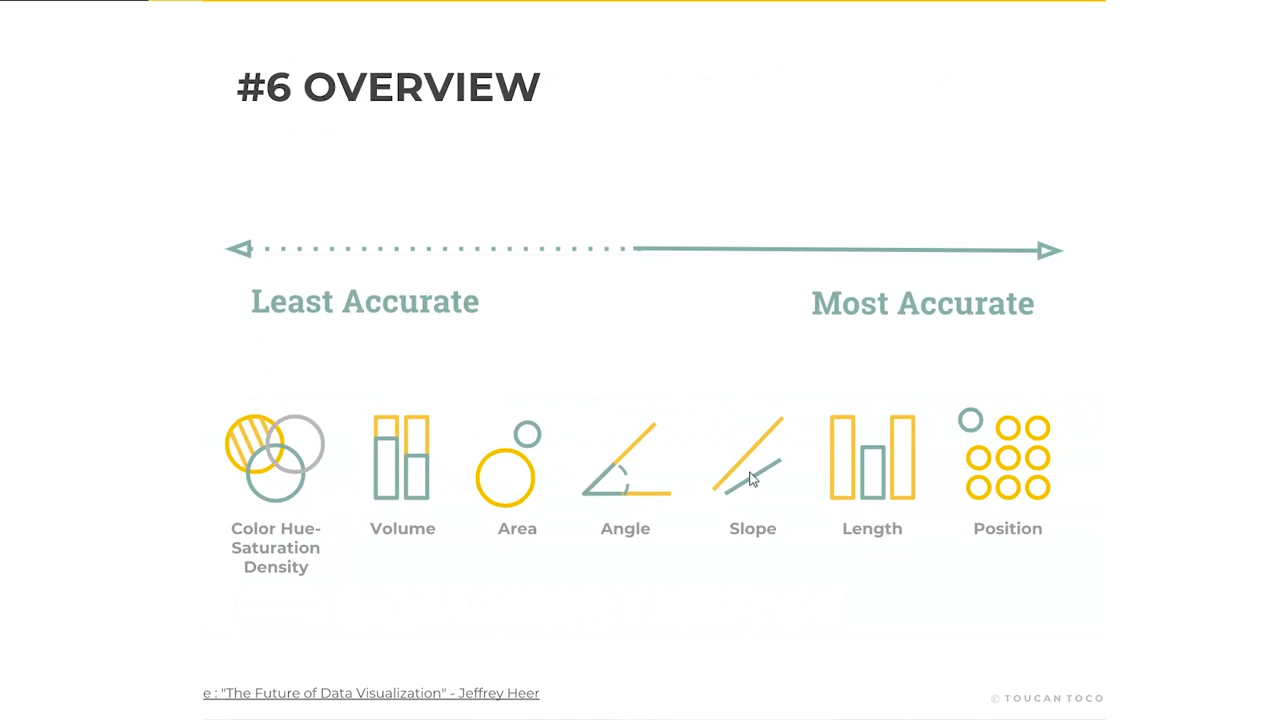 #6 OVERVIEW
Least Accurate
Most Accurate
Color Hue-
Saturation
Density
Volume
Area
Angle
Slope
Length
Position
e : "The Future of Data Visualization" - Jeffrey Heer
© TOUCAN TOCO